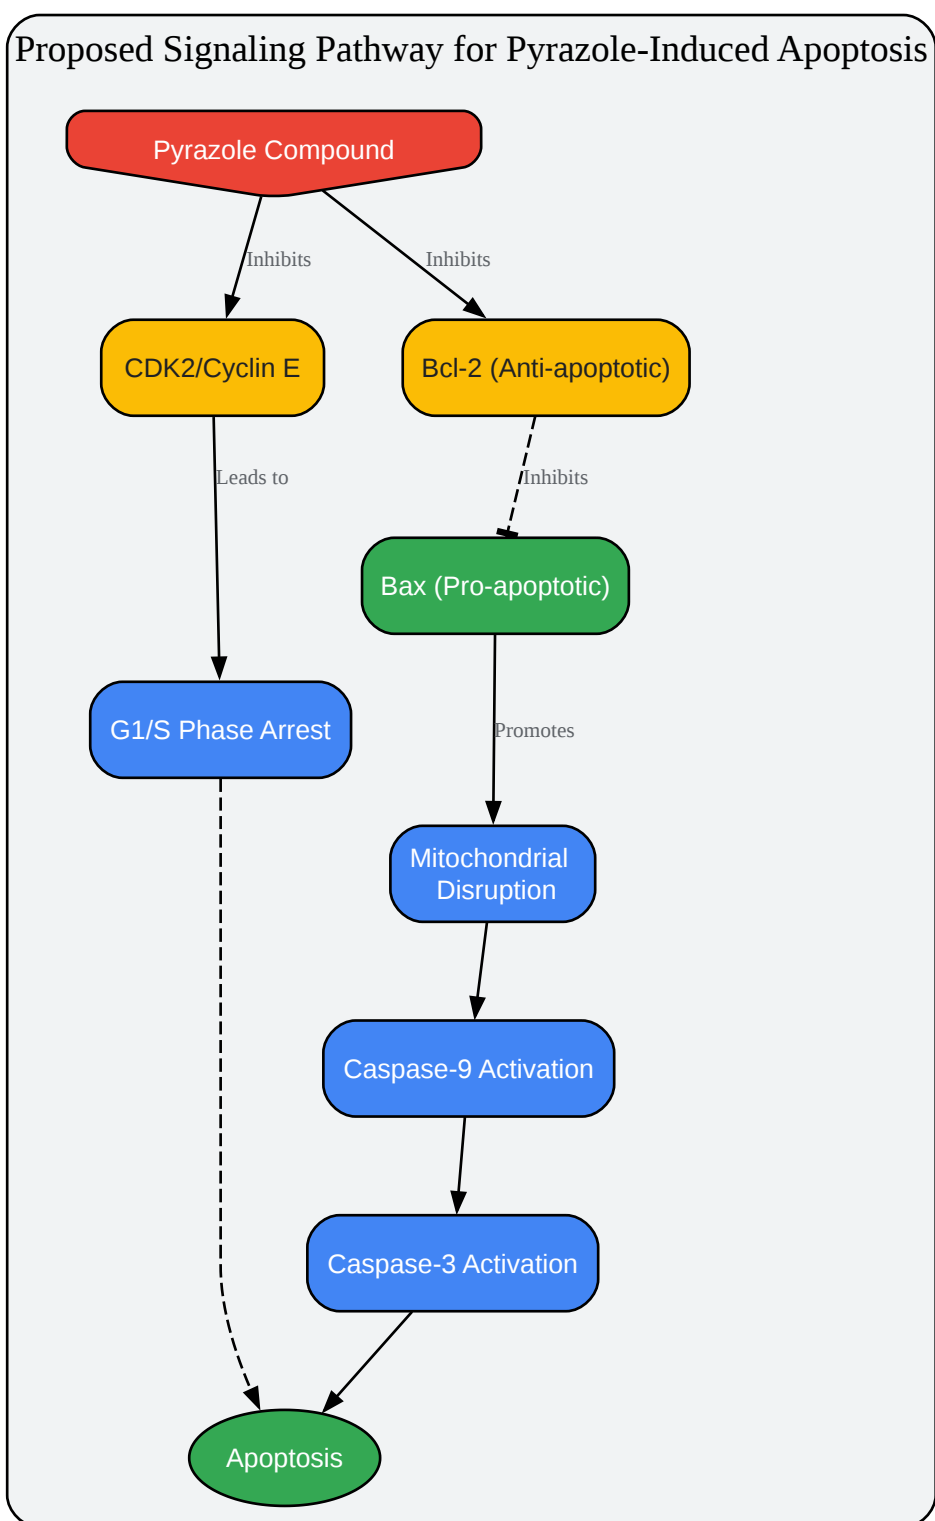 Proposed Signaling Pathway for Pyrazole-Induced Apoptosis
Pyrazole Compound
Inhibits
Inhibits
CDK2/Cyclin E
Bcl-2 (Anti-apoptotic)
Leads to
Inhibits
Bax (Pro-apoptotic)
G1/S Phase Arrest
Promotes
Mitochondrial
Disruption
Caspase-9 Activation
Caspase-3 Activation
Apoptosis